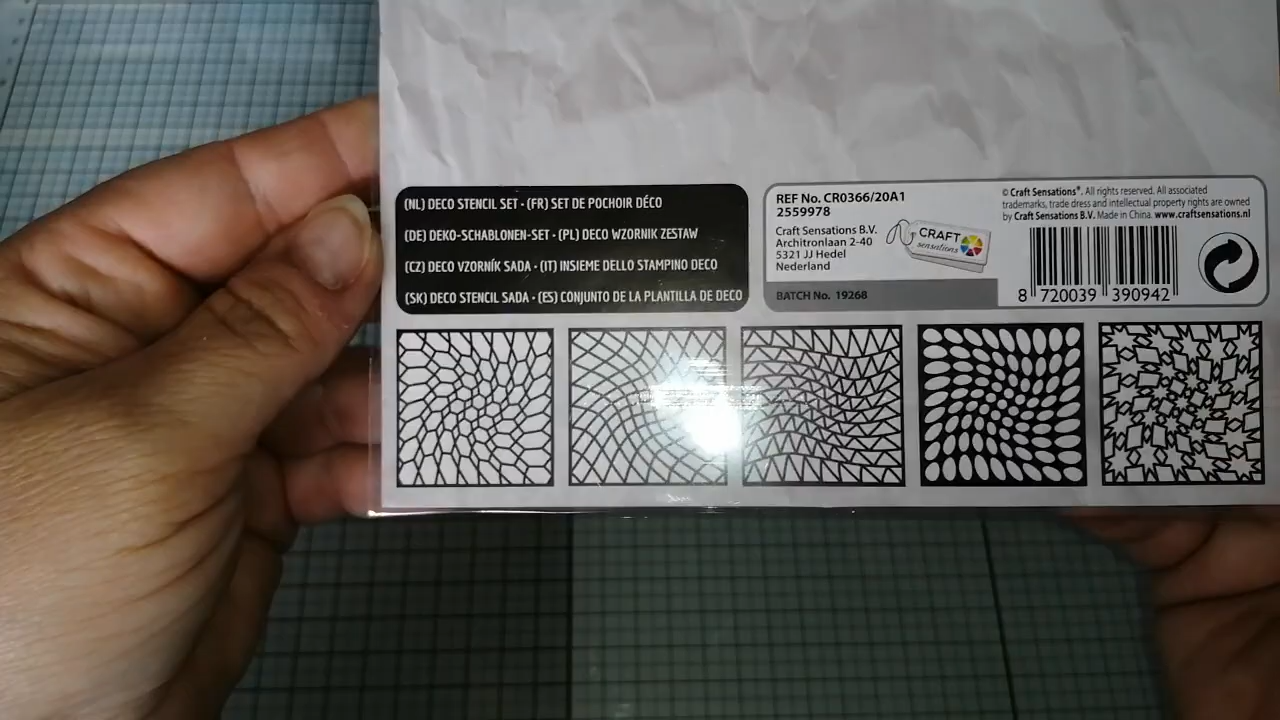 (NL) DECO STENCIL SET • (FR) SET DE POCHOIR DÉCO
(DE) DEKO-SCHABLONEN-SET • (PL) DECO WZORNIK ZESTAW
(CZ) DECO VZORNÍK SADA • (IT) INSIEME DELLO STAMPINO DECO
(SK) DECO STENCIL SADA • (ES) CONJUNTO DE LA PLANTILLA DE DECO
REF No. CR0366/20A1
2559978
Craft Sensations B.V.
Architronlaan 2-40
5321 JJ Hedel
Nederland
BATCH No. 19268
CRAFT
sensations
© Craft Sensations®. All rights reserved. All associated
trademarks, trade dress and intellectual property rights are owned
by Craft Sensations B.V. Made in China. www.craftsensations.nl
8 720039 390942